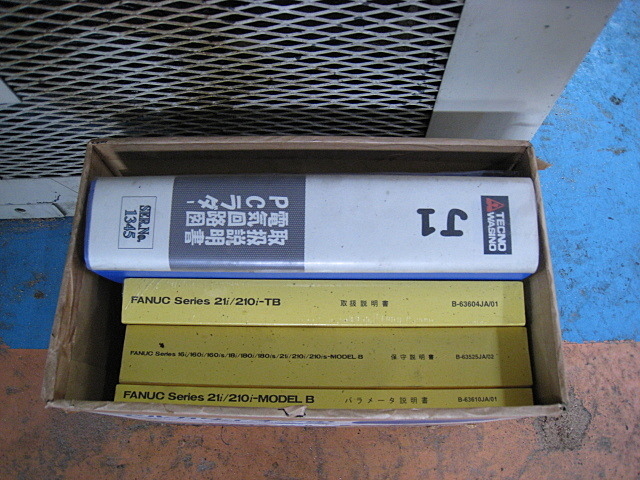 TECNO
WASINO
J1
取扱説明書
電気回路図
PCラダー
SER.No.
1345
FANUC Series 21i/210i-TB 取扱説明書 B-63604JA/01
FANUC Series 16i/160i/160is/18i/180i/180is/21i/210i/210is-MODEL B 保守説明書 B-63525JA/02
FANUC Series 21i/210i-MODEL B パラメータ説明書 B-63610JA/01